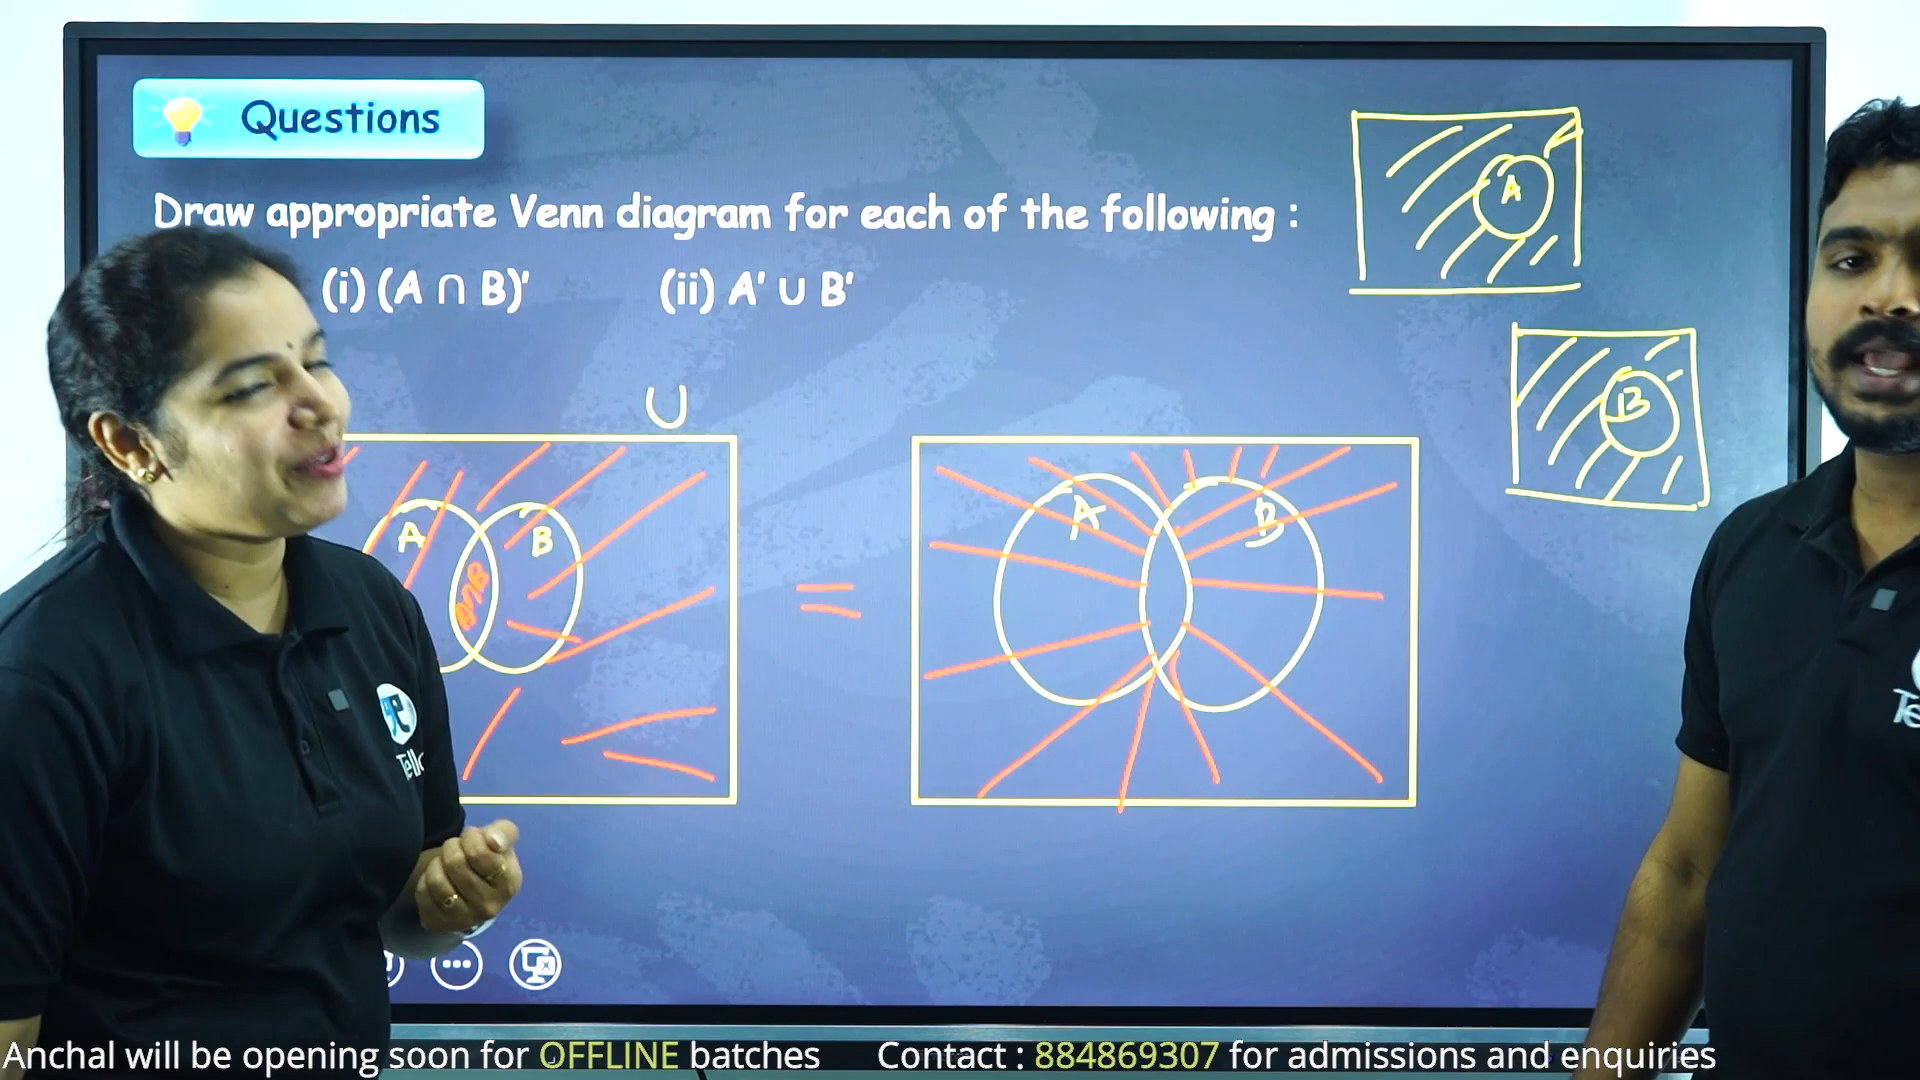 Questions
Draw appropriate Venn diagram for each of the following :
(i) (A ∩ B)' (ii) A' ∪ B'
A
B
U
A B
=
A B
Anchal will be opening soon for OFFLINE batches Contact : 884869307 for admissions and enquiries